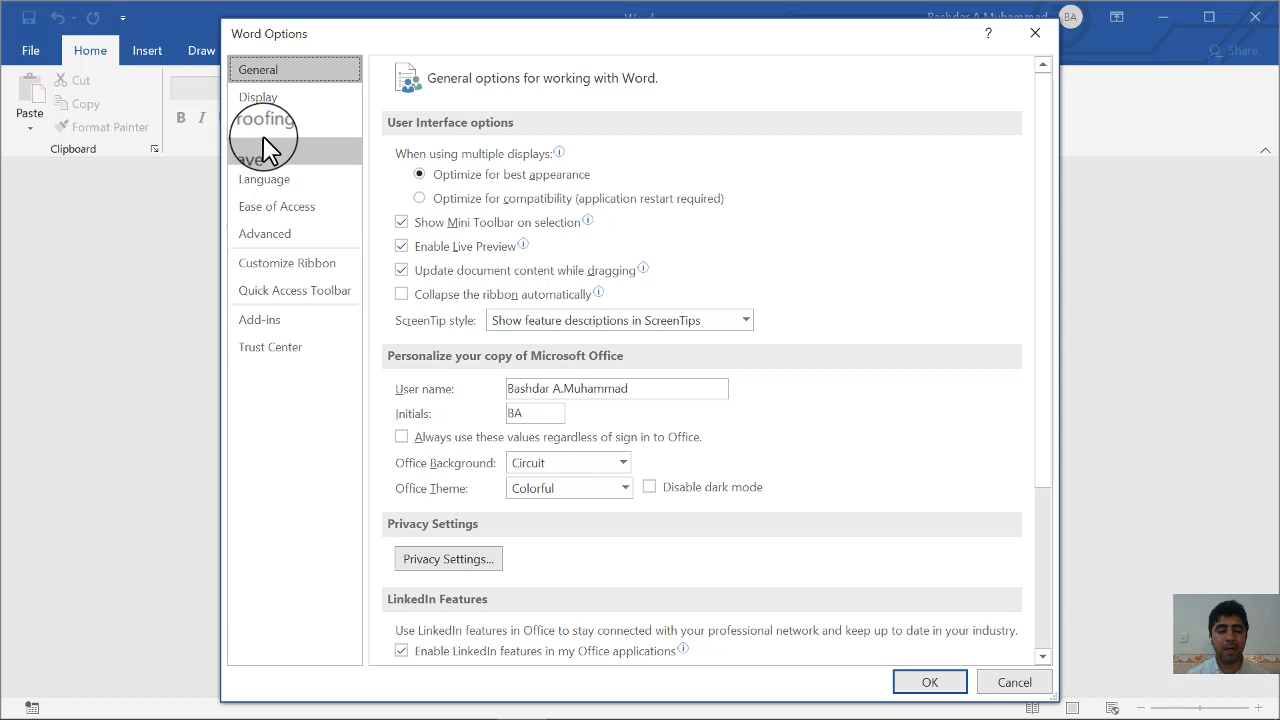 Word
Bashdar A.Muhammad
BA
File
Home
Insert
Draw
Share
Paste
Cut
Copy
Format Painter
B I
Clipboard
Word Options
?
General
Display
roofing
ave
Language
Ease of Access
Advanced
Customize Ribbon
Quick Access Toolbar
Add-ins
Trust Center
General options for working with Word.
User Interface options
When using multiple displays:
Optimize for best appearance
Optimize for compatibility (application restart required)
Show Mini Toolbar on selection
Enable Live Preview
Update document content while dragging
Collapse the ribbon automatically
ScreenTip style: Show feature descriptions in ScreenTips
Personalize your copy of Microsoft Office
User name: Bashdar A.Muhammad
Initials: BA
Always use these values regardless of sign in to Office.
Office Background: Circuit
Office Theme: Colorful Disable dark mode
Privacy Settings
Privacy Settings...
LinkedIn Features
Use LinkedIn features in Office to stay connected with your professional network and keep up to date in your industry.
Enable LinkedIn features in my Office applications
OK Cancel